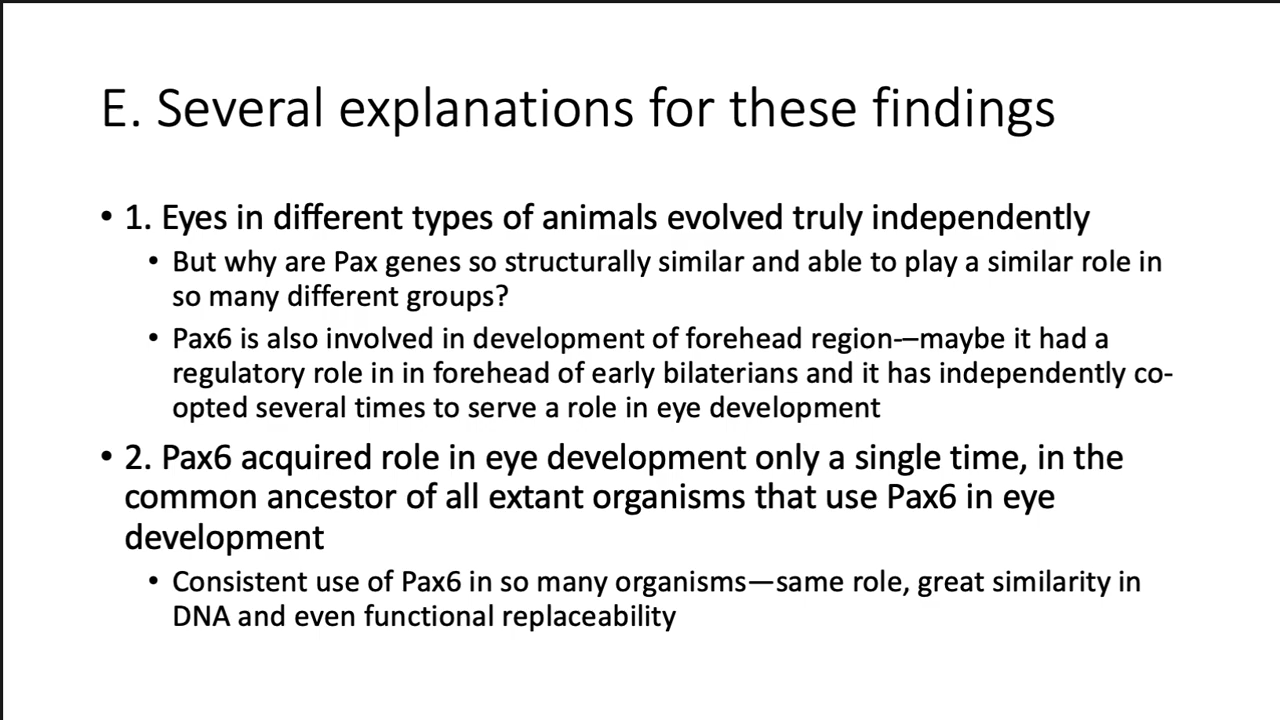 E. Several explanations for these findings
• 1. Eyes in different types of animals evolved truly independently
• But why are Pax genes so structurally similar and able to play a similar role in
so many different groups?
• Pax6 is also involved in development of forehead region-–maybe it had a
regulatory role in in forehead of early bilaterians and it has independently co-
opted several times to serve a role in eye development
• 2. Pax6 acquired role in eye development only a single time, in the
common ancestor of all extant organisms that use Pax6 in eye
development
• Consistent use of Pax6 in so many organisms—same role, great similarity in
DNA and even functional replaceability